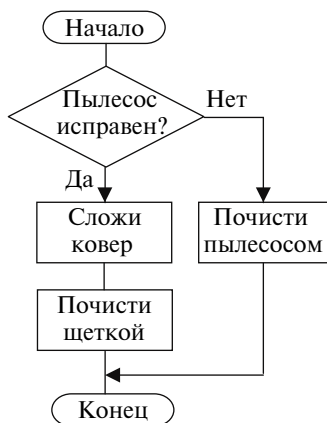 Начало
Пылесос
исправен?
Нет
Да
Сложи
ковер
Почисти
пылесосом
Почисти
щеткой
Конец